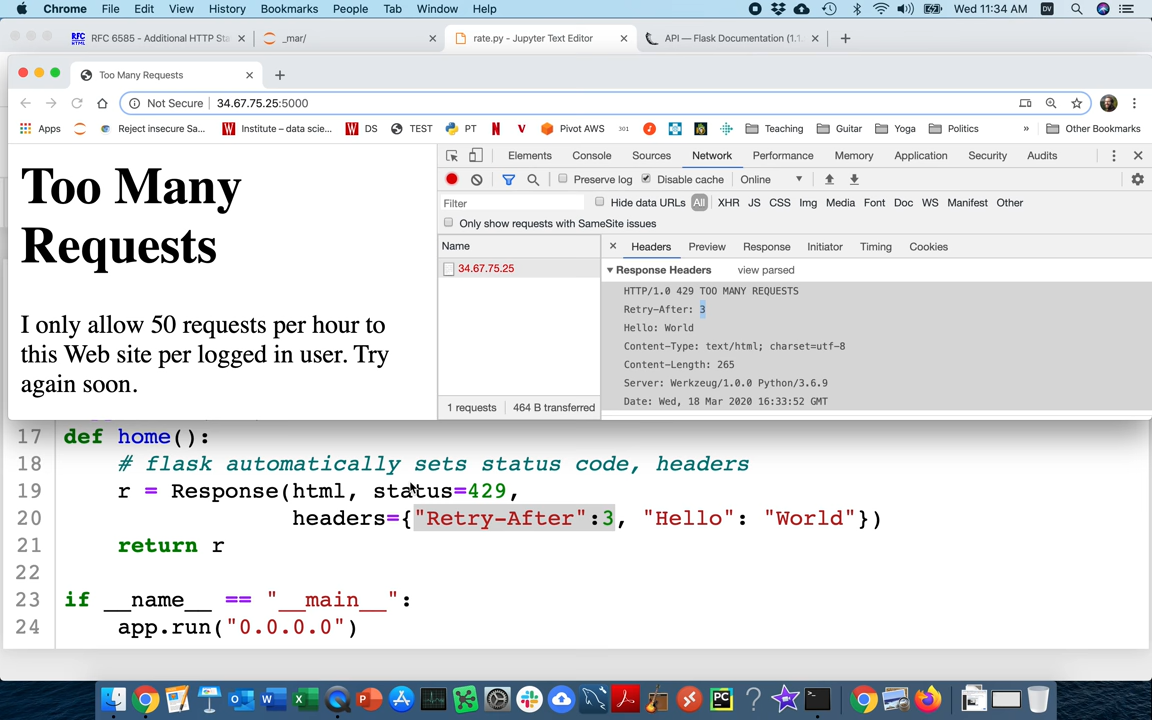 Chrome File Edit View History Bookmarks People Tab Window Help Wed 11:34 AM DV
RFC HTML RFC 6585 - Additional HTTP Sta _mar/ rate.py - Jupyter Text Editor API — Flask Documentation (1.1.
Too Many Requests
Not Secure 34.67.75.25:5000
Apps Reject insecure Sa... Institute – data scie... DS TEST PT Pivot AWS 301 Teaching Guitar Yoga Politics » Other Bookmarks
Too Many
Requests
I only allow 50 requests per hour to
this Web site per logged in user. Try
again soon.
Elements Console Sources Network Performance Memory Application Security Audits
Preserve log Disable cache Online
Filter Hide data URLs All XHR JS CSS Img Media Font Doc WS Manifest Other
Only show requests with SameSite issues
Name
34.67.75.25
1 requests 464 B transferred
Headers Preview Response Initiator Timing Cookies
Response Headers view parsed
HTTP/1.0 429 TOO MANY REQUESTS
Retry-After: 3
Hello: World
Content-Type: text/html; charset=utf-8
Content-Length: 265
Server: Werkzeug/1.0.0 Python/3.6.9
Date: Wed, 18 Mar 2020 16:33:52 GMT
17 def home():
18 # flask automatically sets status code, headers
19 r = Response(html, status=429,
20 headers={"Retry-After":3, "Hello": "World"})
21 return r
22
23 if __name__ == "__main__":
24 app.run("0.0.0.0")